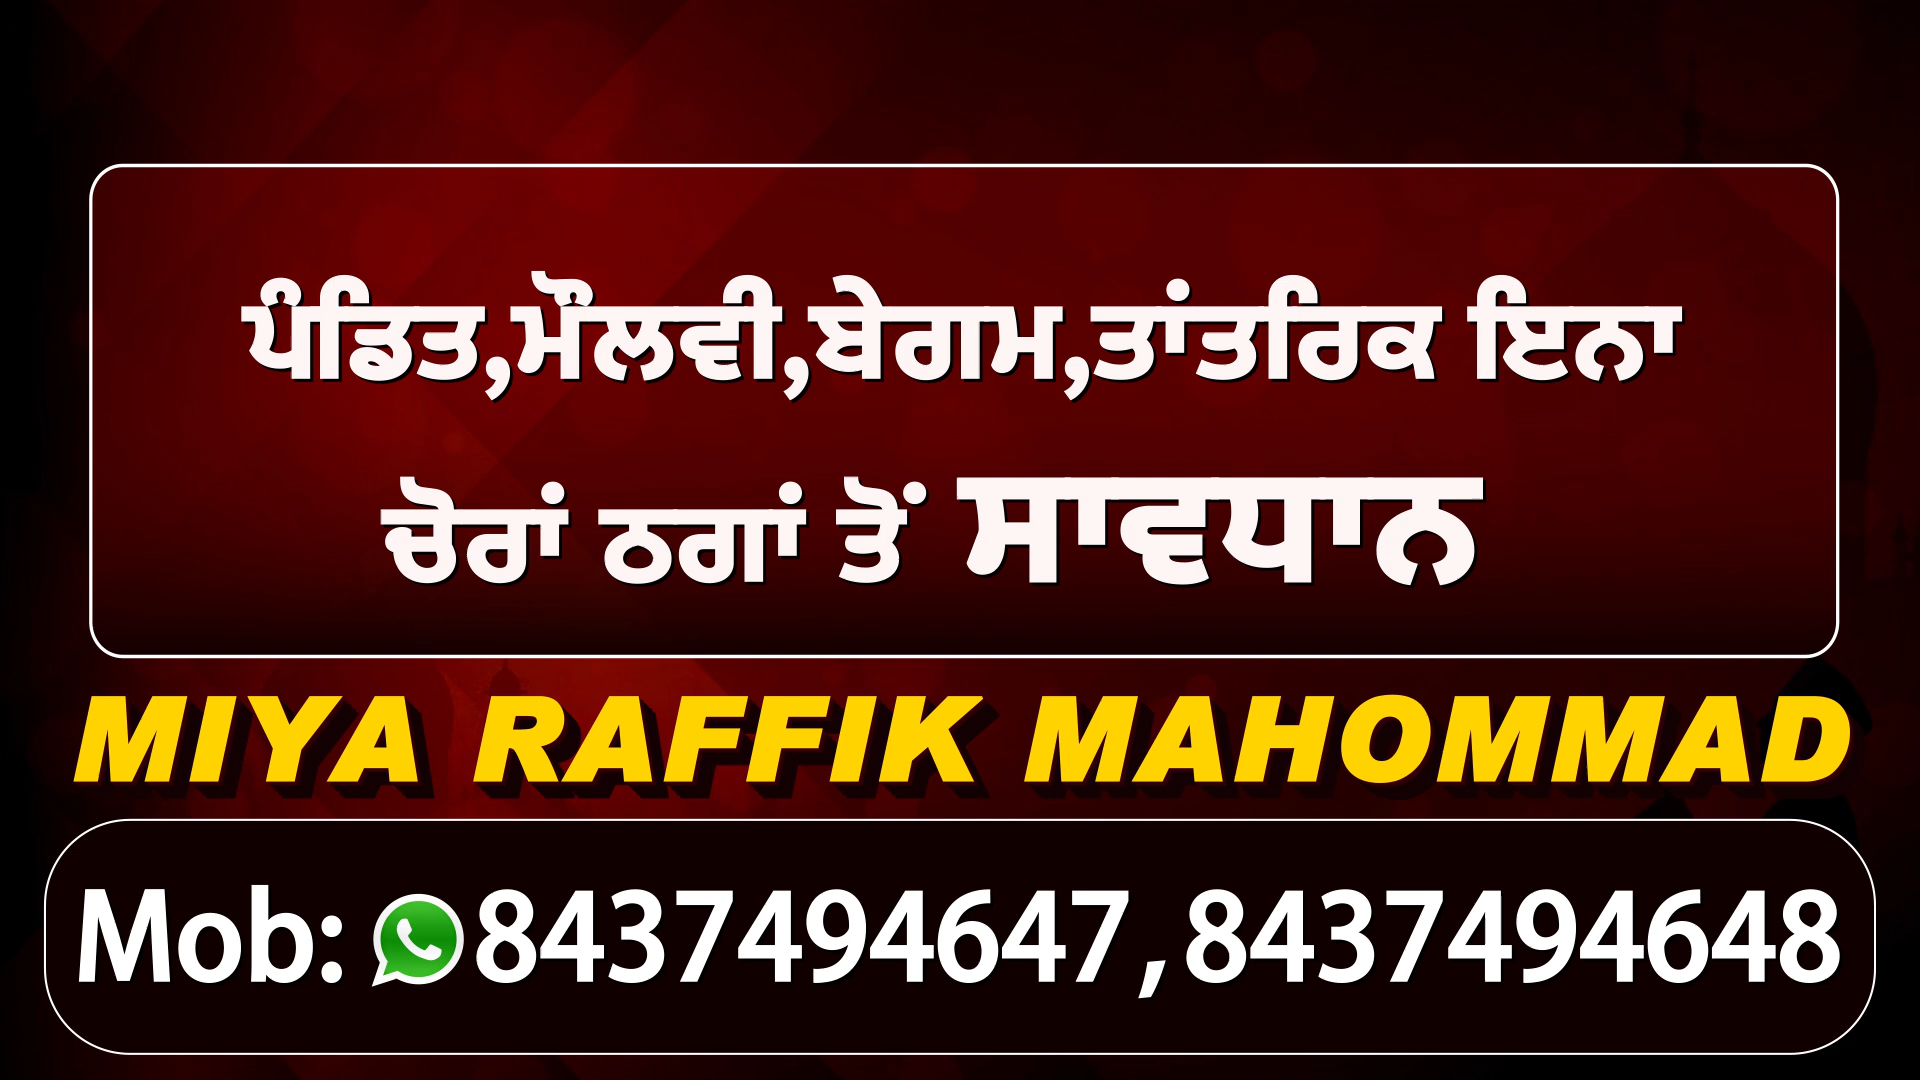 ਪੰਡਿਤ,ਮੌਲਵੀ,ਬੇਗਮ,ਤਾਂਤਰਿਕ ਇਨਾ
ਚੋਰਾਂ ਠਗਾਂ ਤੋਂ ਸਾਵਧਾਨ
MIYA RAFFIK MAHOMMAD
Mob: 8437494647, 8437494648